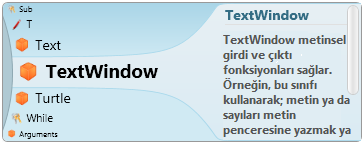 Sub
T
Text
TextWindow
Turtle
While
Arguments
TextWindow
TextWindow metinsel
girdi ve çıktı
fonksiyonları sağlar.
Örneğin, bu sınıfı
kullanarak; metin ya da
sayıları metin
penceresine yazmak ya